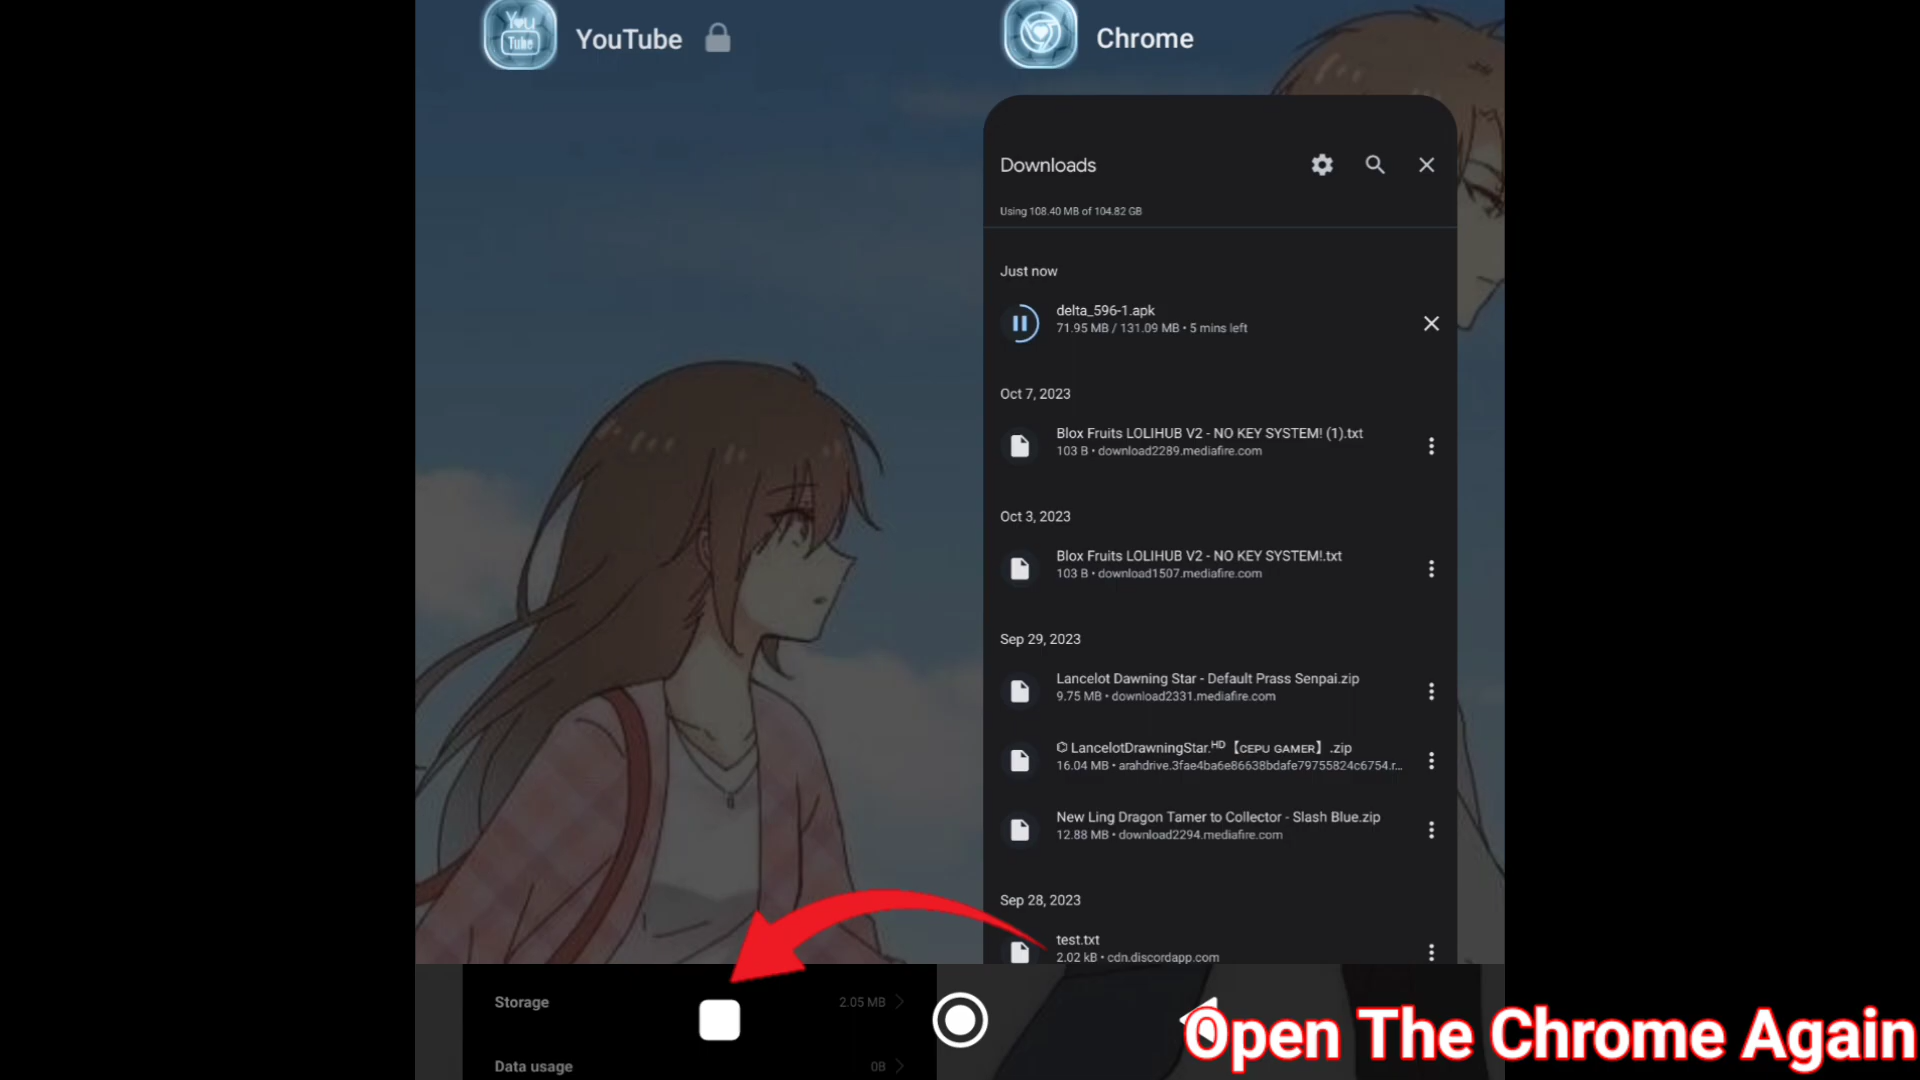 You
Tube
YouTube
Chrome
Downloads
Using 108.40 MB of 104.82 GB
Just now
delta_596-1.apk
71.95 MB / 131.09 MB • 5 mins left
Oct 7, 2023
Blox Fruits LOLIHUB V2 - NO KEY SYSTEM! (1).txt
103 B • download2289.mediafire.com
Oct 3, 2023
Blox Fruits LOLIHUB V2 - NO KEY SYSTEM!.txt
103 B • download1507.mediafire.com
Sep 29, 2023
Lancelot Dawning Star - Default Prass Senpai.zip
9.75 MB • download2331.mediafire.com
⌬ LancelotDrawningStar.ᴴᴰ【ᴄᴇᴘᴜ ɢᴀᴍᴇʀ】.zip
16.04 MB • arahdrive.3fae4ba6e86638bdafe79755824c6754.r...
New Ling Dragon Tamer to Collector - Slash Blue.zip
12.88 MB • download2294.mediafire.com
Sep 28, 2023
test.txt
2.02 kB • cdn.discordapp.com
Storage 2.05 MB
Data usage 0B
Open The Chrome Again